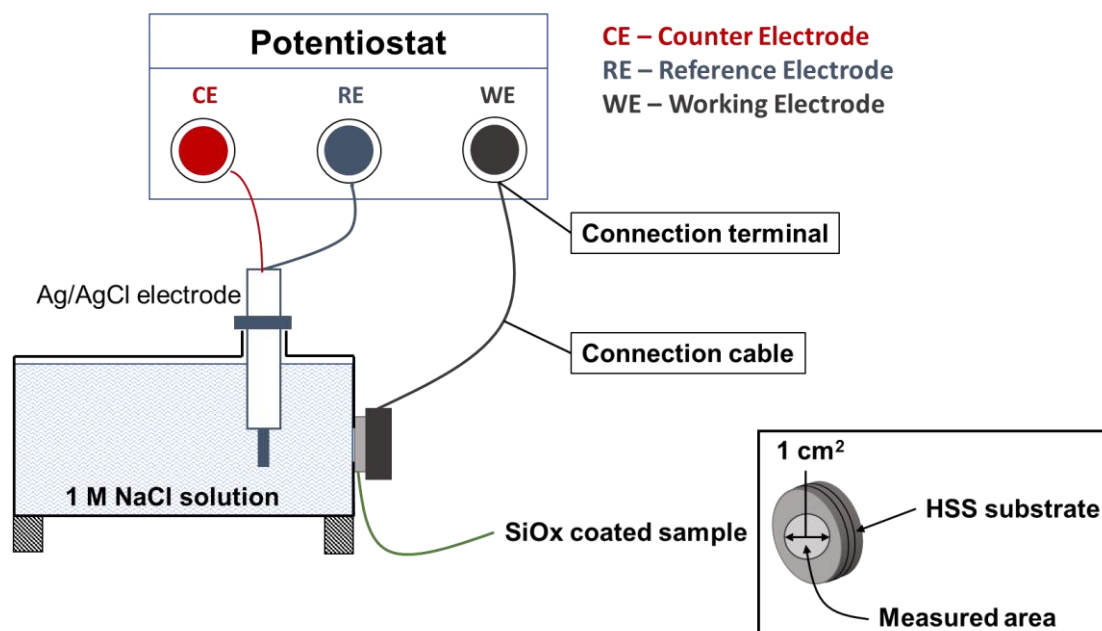 Potentiostat
CE – Counter Electrode
RE – Reference Electrode
WE – Working Electrode
CE
RE
WE
Connection terminal
Ag/AgCl electrode
Connection cable
1 M NaCl solution
SiOx coated sample
1 cm²
HSS substrate
Measured area